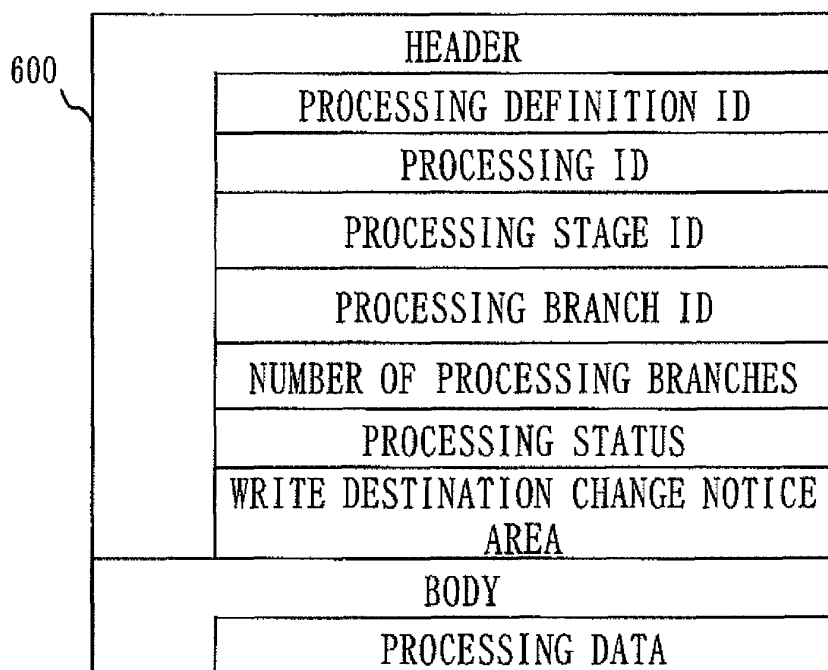 HEADER
600
PROCESSING DEFINITION ID
PROCESSING ID
PROCESSING STAGE ID
PROCESSING BRANCH ID
NUMBER OF PROCESSING BRANCHES
PROCESSING STATUS
WRITE DESTINATION CHANGE NOTICE
AREA
BODY
PROCESSING DATA